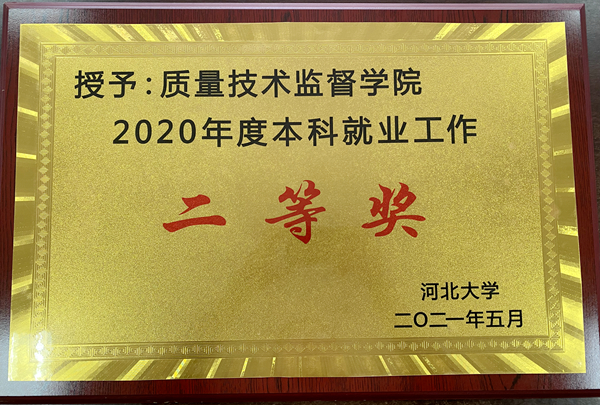 授予：质量技术监督学院
2020年度本科就业工作
二等奖
河北大学
二〇二一年五月